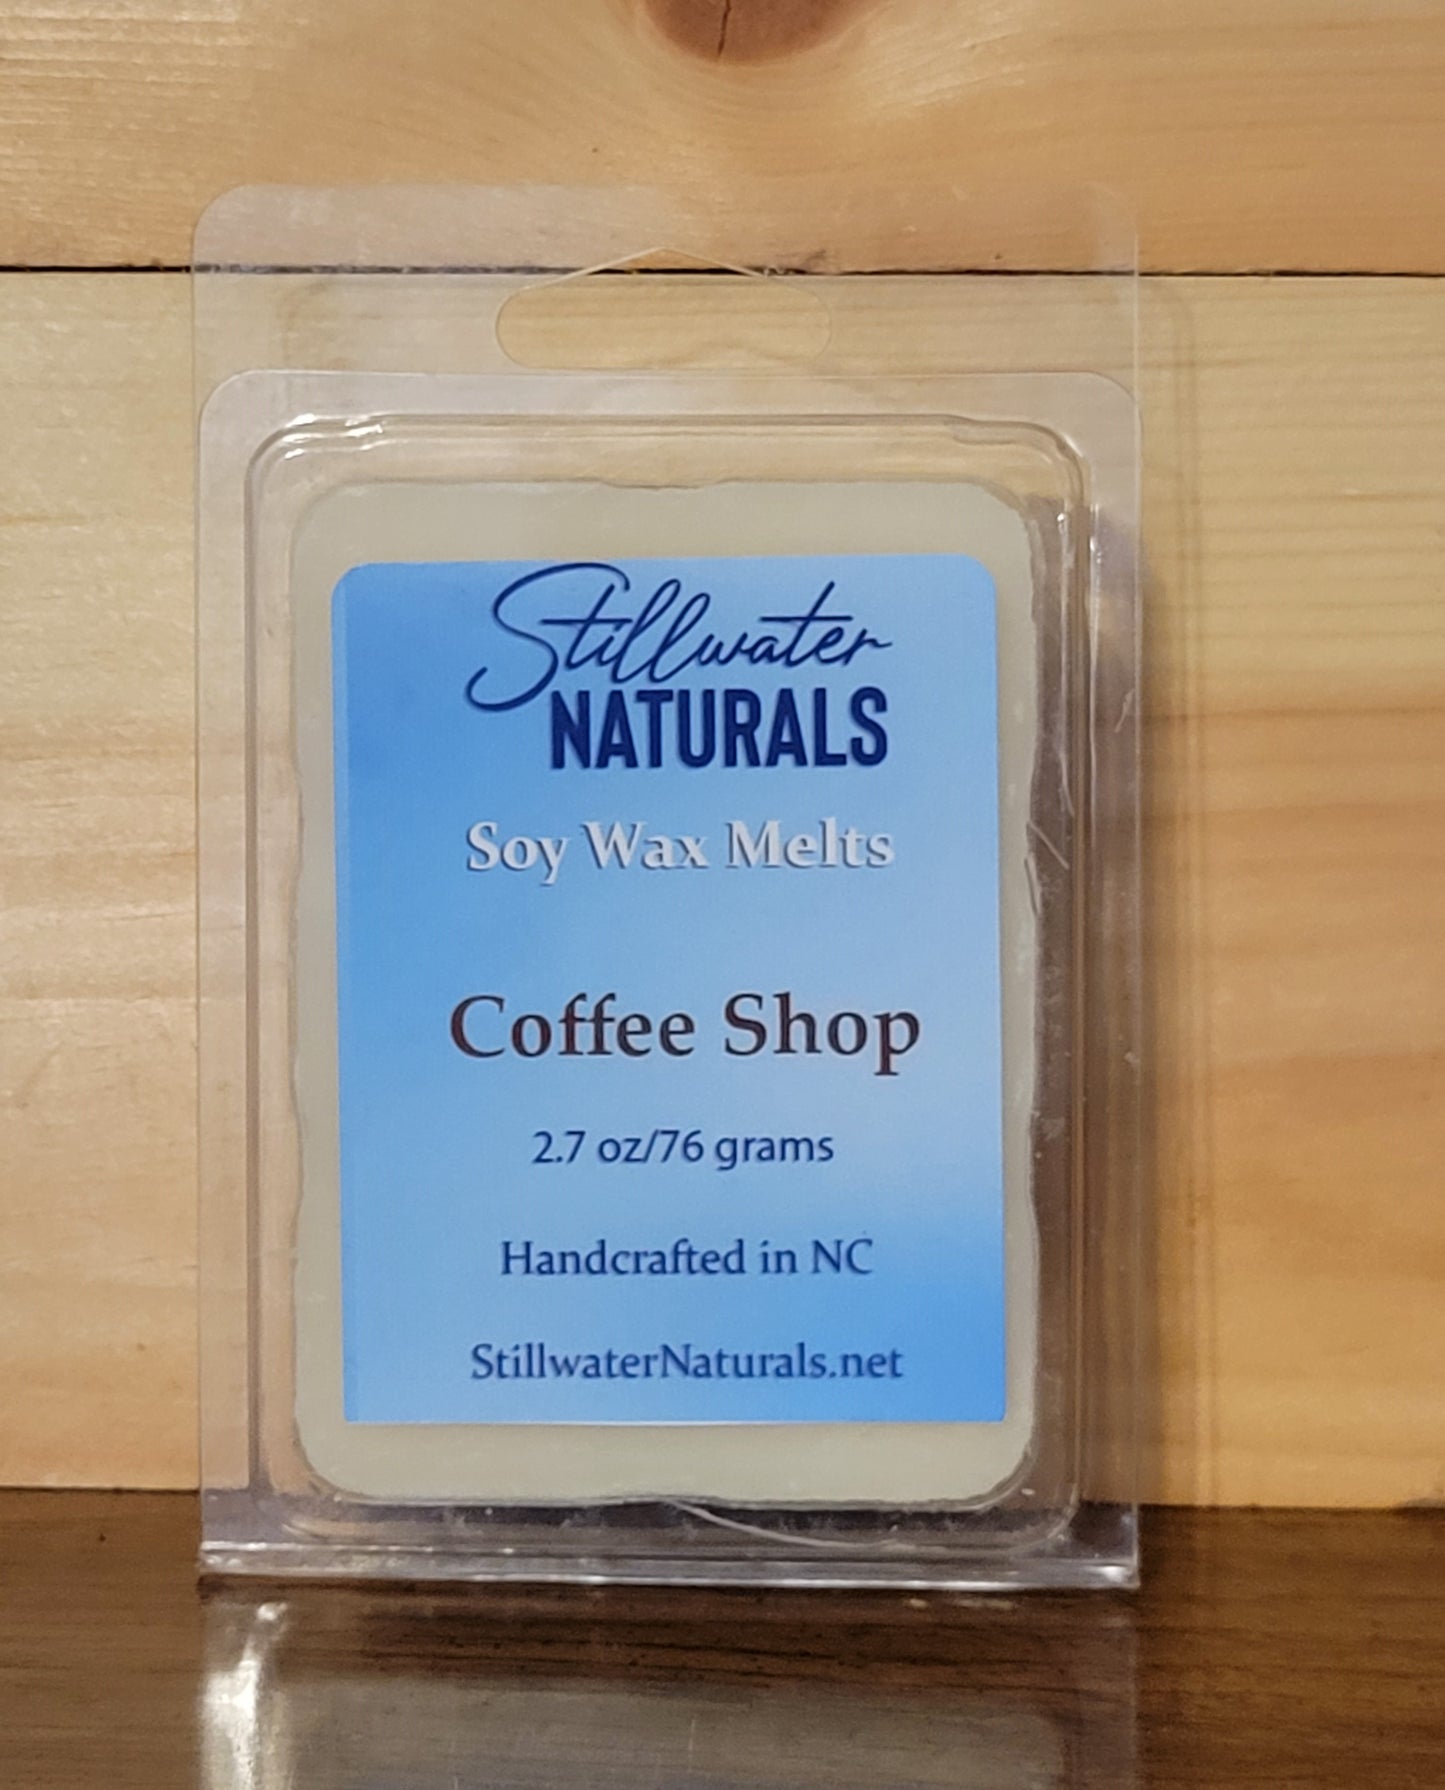 Stillwater
NATURALS
Soy Wax Melts
Coffee Shop
2.7 oz/76 grams
Handcrafted in NC
StillwaterNaturals.net